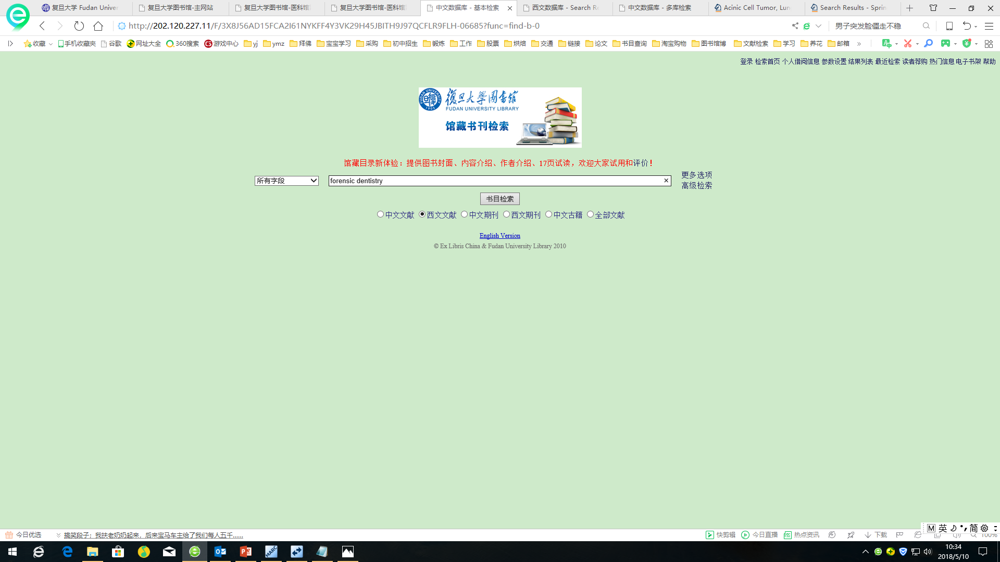 复旦大学 Fudan Univer
复旦大学图书馆-主网站
复旦大学图书馆-医科馆
复旦大学图书馆-医科馆
中文数据库 - 基本检索
西文数据库 - Search Re
中文数据库 - 多库检索
Acinic Cell Tumor, Lun
Search Results - Sprin
http://202.120.227.11/F/3X8J56AD15FCA2I61NYKFF4Y3VK29H45JBITH9J97QCFLR9FLH-06685?func=find-b-0
男子突发脸僵走不稳
收藏 手机收藏夹 谷歌 网址大全 360搜索 游戏中心 yj ymz 拜佛 宝宝学习 采购 初中招生 锻炼 工作 股票 烘焙 交通 链接 论文 书目查询 淘宝购物 图书馆博 文献检索 学习 养花 邮箱 »
登录 检索首页 个人借阅信息 参数设置 结果列表 最近检索 读者荐购 热门信息 电子书架 帮助
復旦大學圖書館
FUDAN UNIVERSITY LIBRARY
馆藏书刊检索
馆藏目录新体验：提供图书封面、内容介绍、作者介绍、17页试读，欢迎大家试用和评价！
所有字段 forensic dentistry
更多选项
高级检索
书目检索
中文文献 西文文献 中文期刊 西文期刊 中文古籍 全部文献
English Version
© Ex Libris China & Fudan University Library 2010
今日优选 搞笑段子：我扶老奶奶起来，后来宝马车主给了我们每人五千......
快剪辑 今日直播 热点资讯 下载 100%
M 英 简
10:34
2018/5/10